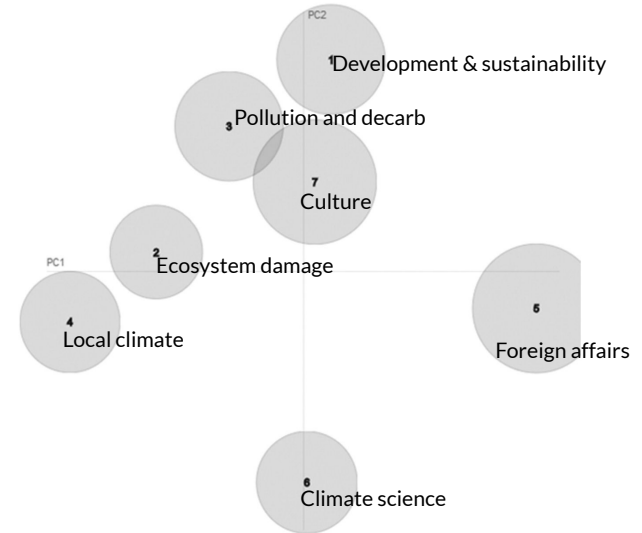 PC2
1
Development & sustainability
3
Pollution and decarb
7
Culture
2
Ecosystem damage
PC1
4
Local climate
5
Foreign affairs
6
Climate science